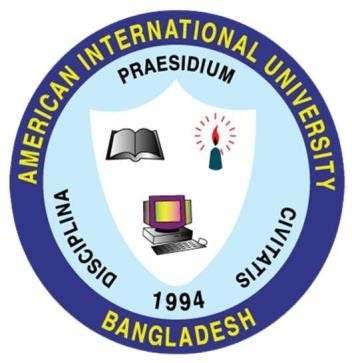 AMERICAN INTERNATIONAL UNIVERSITY
BANGLADESH
PRAESIDIUM
DISCIPLINA
CIVITATIS
1994